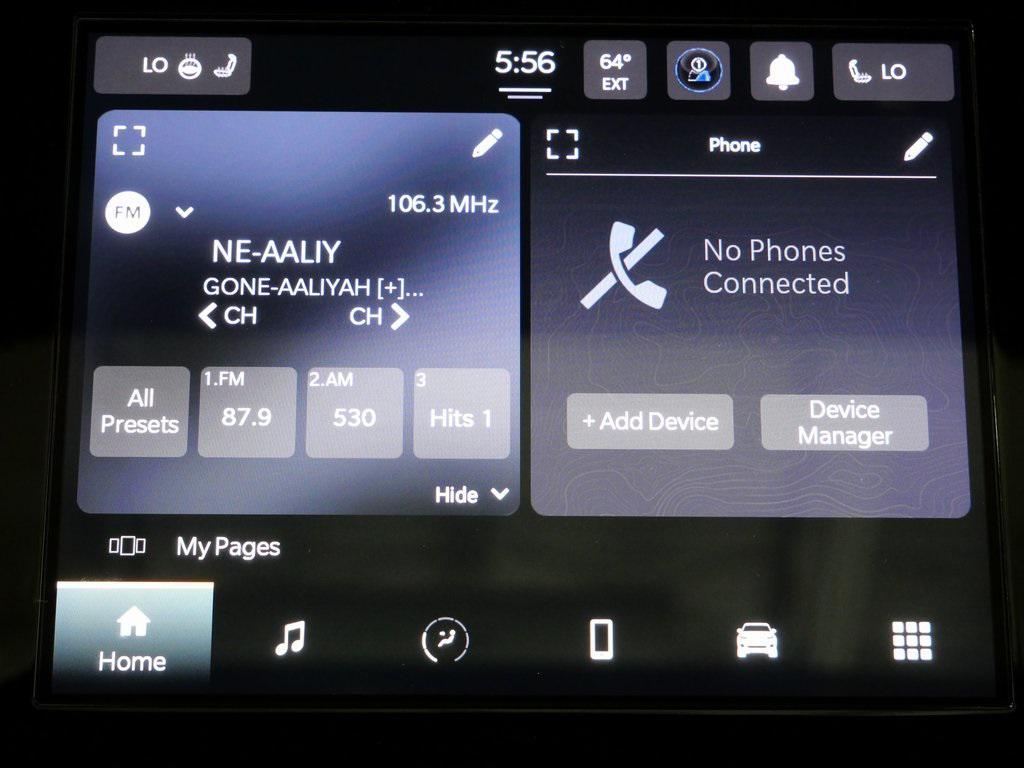 LO
5:56
64°
EXT
1
LO
Phone
FM
106.3 MHz
NE-AALIY
GONE-AALIYAH [+]...
CH
CH
No Phones
Connected
All
Presets
1.FM
87.9
2.AM
530
3
Hits 1
+ Add Device
Device
Manager
Hide
My Pages
Home